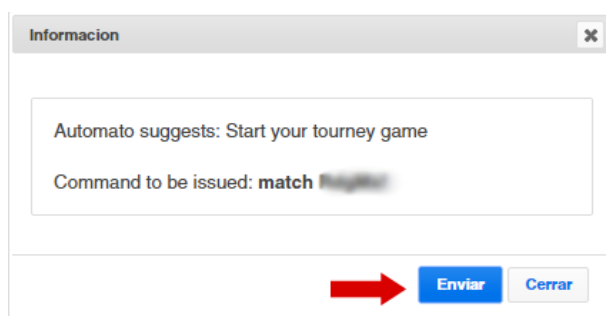 Informacion
Automato suggests: Start your tourney game
Command to be issued: match
Enviar
Cerrar